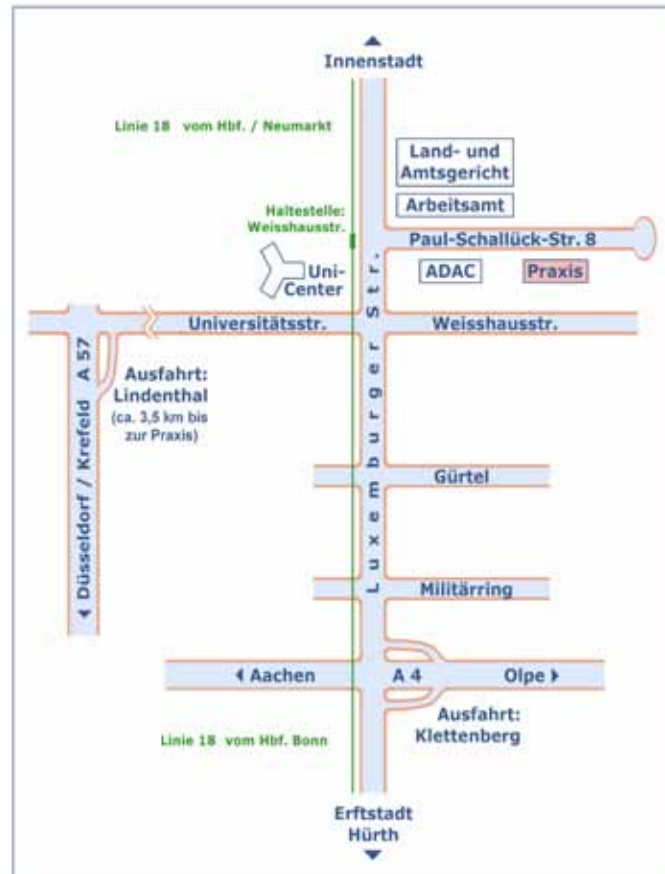 Innenstadt
Linie 18 vom Hbf. / Neumarkt
Land- und
Amtsgericht
Arbeitsamt
Haltestelle:
Weisshausstr.
Paul-Schallück-Str. 8
Uni-
Center
ADAC
Praxis
Universitätsstr.
Weisshausstr.
Luxemburger Str.
Düsseldorf / Krefeld A 57
Ausfahrt:
Lindenthal
(ca. 3,5 km bis
zur Praxis)
Gürtel
Militärring
Aachen
A 4
Olpe
Ausfahrt:
Klettenberg
Linie 18 vom Hbf. Bonn
Erftstadt
Hürth